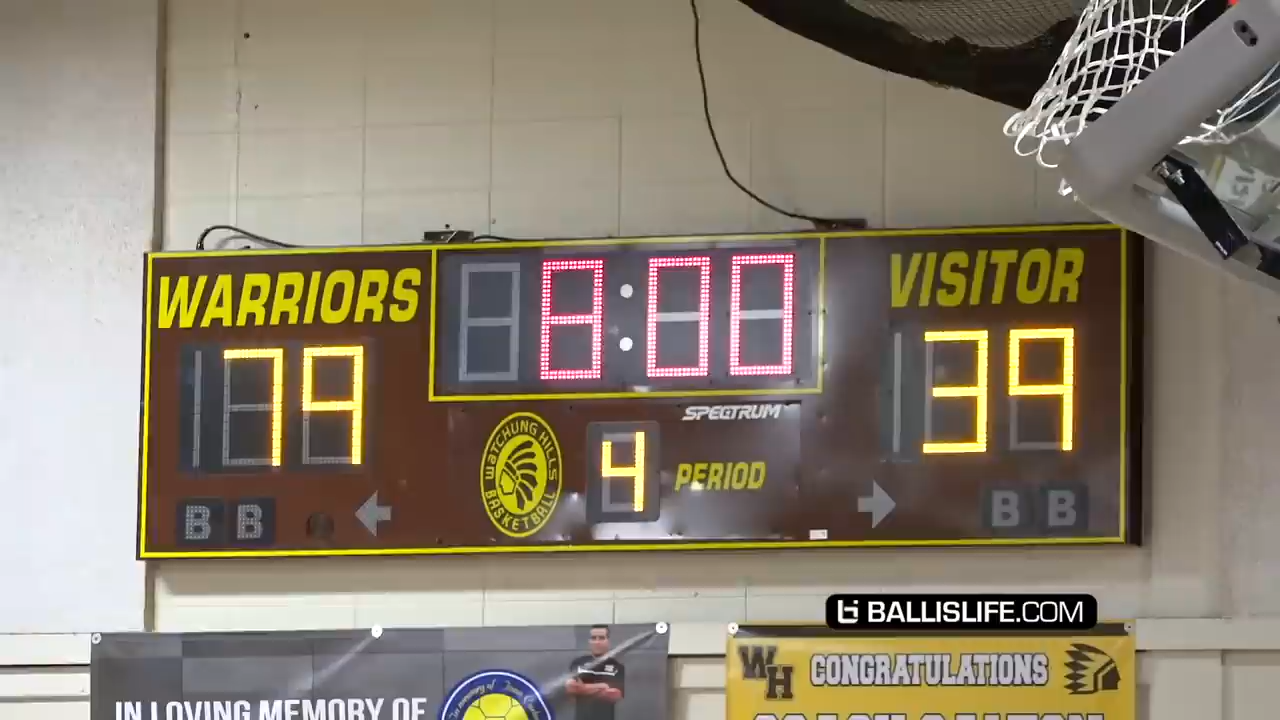 WARRIORS
8:00
VISITOR
79
39
SPECTRUM
WATCHUNG HILLS
BASKETBALL
4
PERIOD
B B
B B
BALLISLIFE.COM
IN LOVING MEMORY OF
WH
CONGRATULATIONS